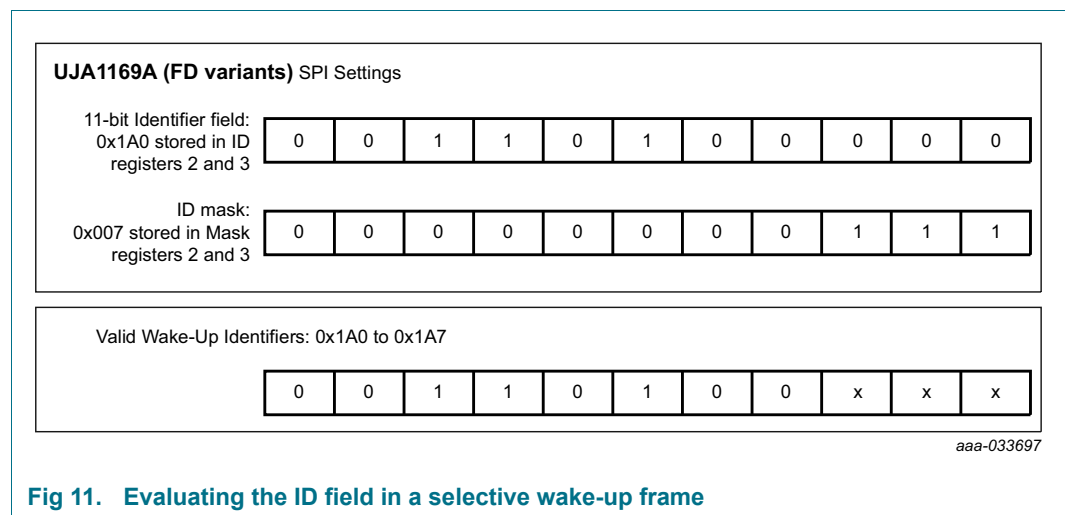 UJA1169A (FD variants) SPI Settings
11-bit Identifier field:
0x1A0 stored in ID
registers 2 and 3
0 0 1 1 0 1 0 0 0 0 0
ID mask:
0x007 stored in Mask
registers 2 and 3
0 0 0 0 0 0 0 0 1 1 1
Valid Wake-Up Identifiers: 0x1A0 to 0x1A7
0 0 1 1 0 1 0 0 x x x
aaa-033697
Fig 11. Evaluating the ID field in a selective wake-up frame